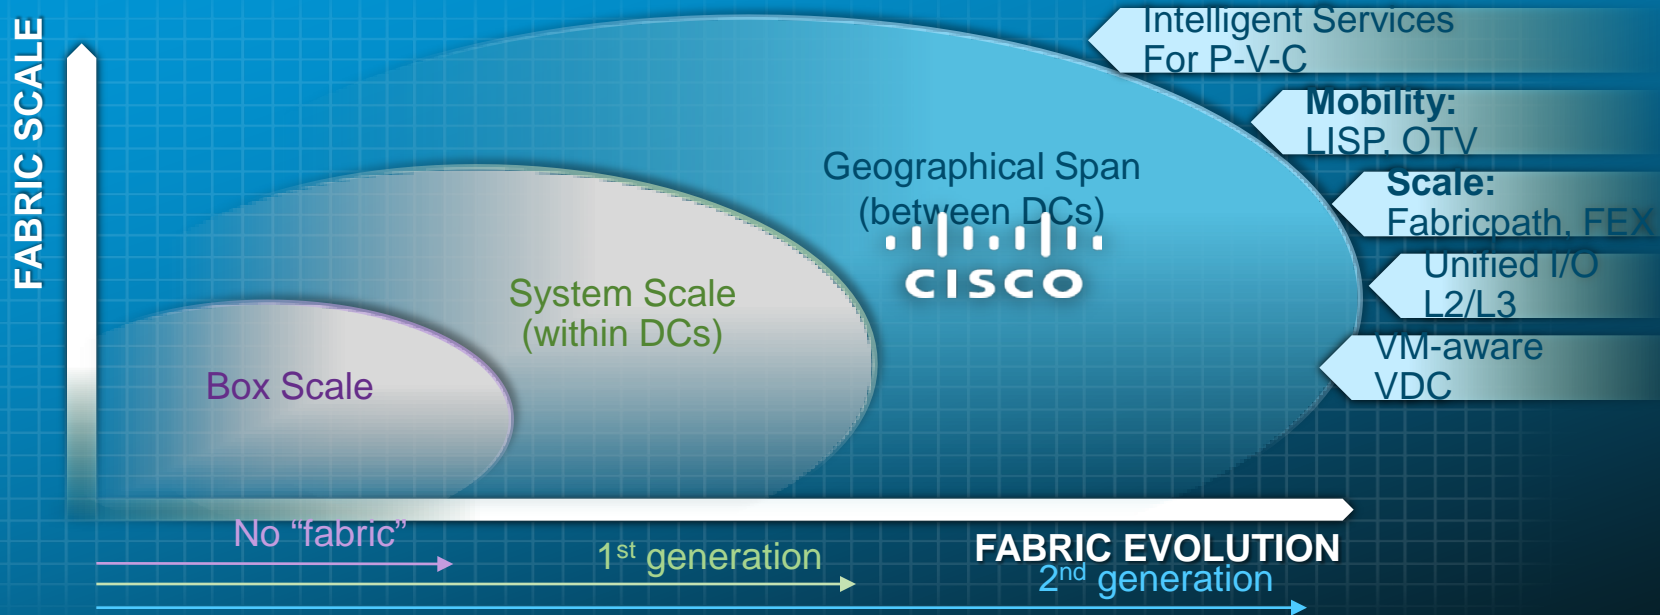 FABRIC SCALE
Intelligent Services
For P-V-C
Mobility:
LISP, OTV
Scale:
Fabricpath, FEX
Unified I/O
L2/L3
VM-aware
VDC
Geographical Span
(between DCs)
CISCO
System Scale
(within DCs)
Box Scale
No “fabric”
1st generation
FABRIC EVOLUTION
2nd generation